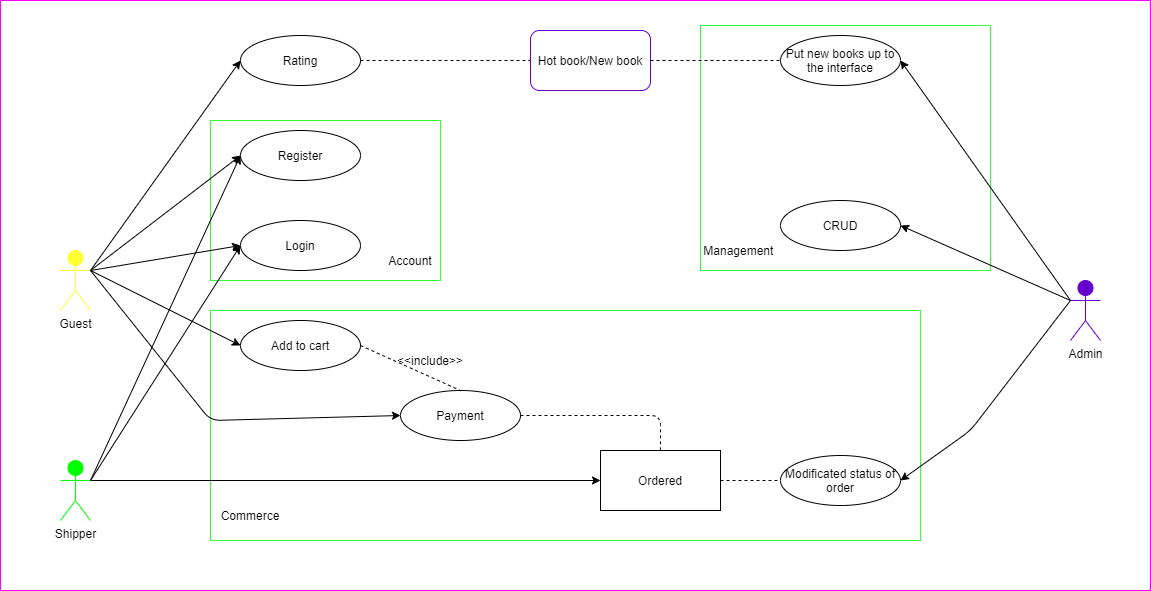 Rating
Hot book/New book
Put new books up to
the interface
Register
Login
Account
CRUD
Management
Guest
Admin
Add to cart
<<include>>
Payment
Ordered
Modificated status of
order
Commerce
Shipper